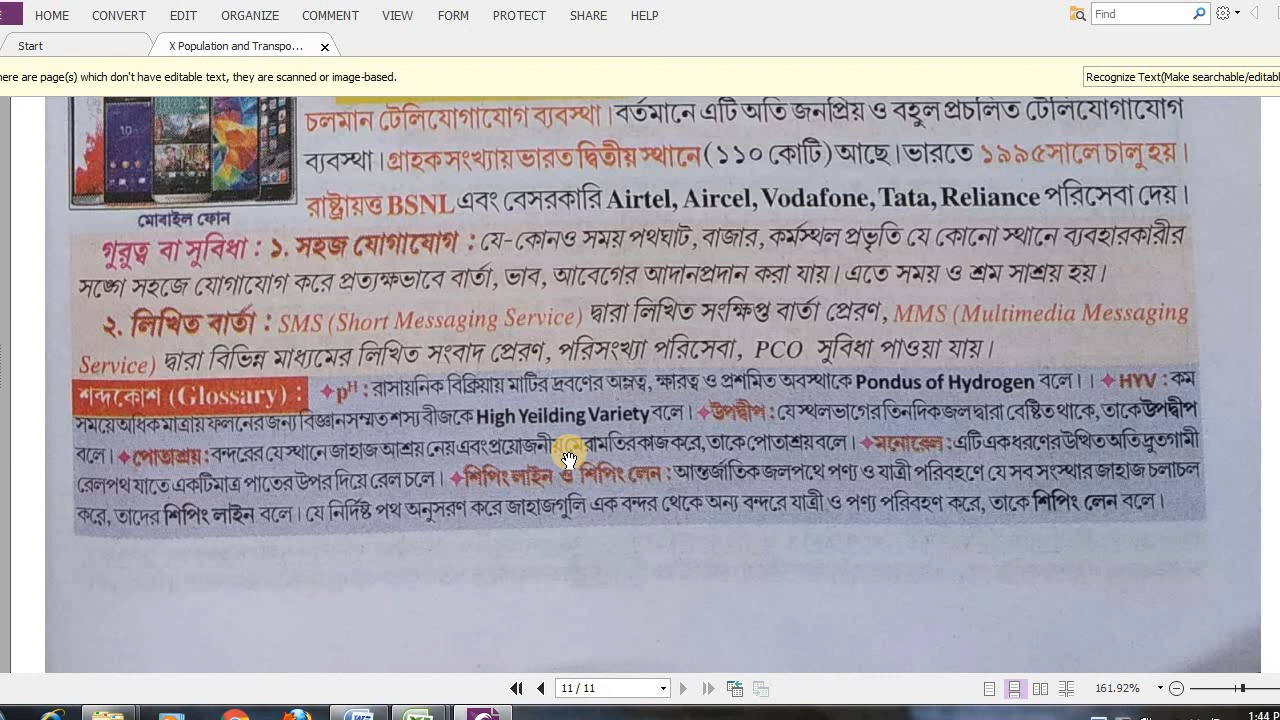 HOME CONVERT EDIT ORGANIZE COMMENT VIEW FORM PROTECT SHARE HELP Find
Start X Population and Transpo...
here are page(s) which don't have editable text, they are scanned or image-based. Recognize Text(Make searchable/editabl
চলমান টেলিযোগাযোগ ব্যবস্থা। বর্তমানে এটি অতি জনপ্রিয় ও বহুল প্রচলিত টেলিযোগাযোগ
ব্যবস্থা। গ্রাহক সংখ্যায় ভারত দ্বিতীয় স্থানে (১১০ কোটি) আছে। ভারতে ১৯৯৫ সালে চালু হয়।
রাষ্ট্রায়ত্ত BSNL এবং বেসরকারি Airtel, Aircel, Vodafone, Tata, Reliance পরিসেবা দেয়।
মোবাইল ফোন
গুরুত্ব বা সুবিধা : ১. সহজ যোগাযোগ : যে-কোনও সময় পথঘাট, বাজার, কর্মস্থল প্রভৃতি যে কোনো স্থানে ব্যবহারকারীর
সঙ্গে সহজে যোগাযোগ করে প্রত্যক্ষভাবে বার্তা, ভাব, আবেগের আদানপ্রদান করা যায়। এতে সময় ও শ্রম সাশ্রয় হয়।
২. লিখিত বার্তা : SMS (Short Messaging Service) দ্বারা লিখিত সংক্ষিপ্ত বার্তা প্রেরণ, MMS (Multimedia Messaging
Service) দ্বারা বিভিন্ন মাধ্যমের লিখিত সংবাদ প্রেরণ, পরিসংখ্যা পরিসেবা, PCO সুবিধা পাওয়া যায়।
শব্দকোশ (Glossary) : ✦pH : রাসায়নিক বিক্রিয়ায় মাটির দ্রবণের অম্লত্ব, ক্ষারত্ব ও প্রশমিত অবস্থাকে Pondus of Hydrogen বলে। । ✦HYV : কম
সময়ে অধিক মাত্রায় ফলনের জন্য বিজ্ঞানসম্মত শস্য বীজকে High Yeilding Variety বলে। ✦উপদ্বীপ : যে স্থলভাগের তিনদিক জল দ্বারা বেষ্টিত থাকে, তাকে উপদ্বীপ
বলে। ✦পোতাশ্রয় : বন্দরের যে স্থানে জাহাজ আশ্রয় নেয় এবং প্রয়োজনীয় মেরামতির কাজ করে, তাকে পোতাশ্রয় বলে। ✦মনোরেল : এটি এক ধরণের উত্থিত অতি দ্রুতগামী
রেলপথ যাতে একটিমাত্র পাতের উপর দিয়ে রেল চলে। ✦শিপিং লাইন ও শিপিং লেন : আন্তর্জাতিক জলপথে পণ্য ও যাত্রী পরিবহণে যে সব সংস্থার জাহাজ চলাচল
করে, তাদের শিপিং লাইন বলে। যে নির্দিষ্ট পথ অনুসরণ করে জাহাজগুলি এক বন্দর থেকে অন্য বন্দরে যাত্রী ও পণ্য পরিবহণ করে, তাকে শিপিং লেন বলে।
11 / 11 161.92%
1:44 PM